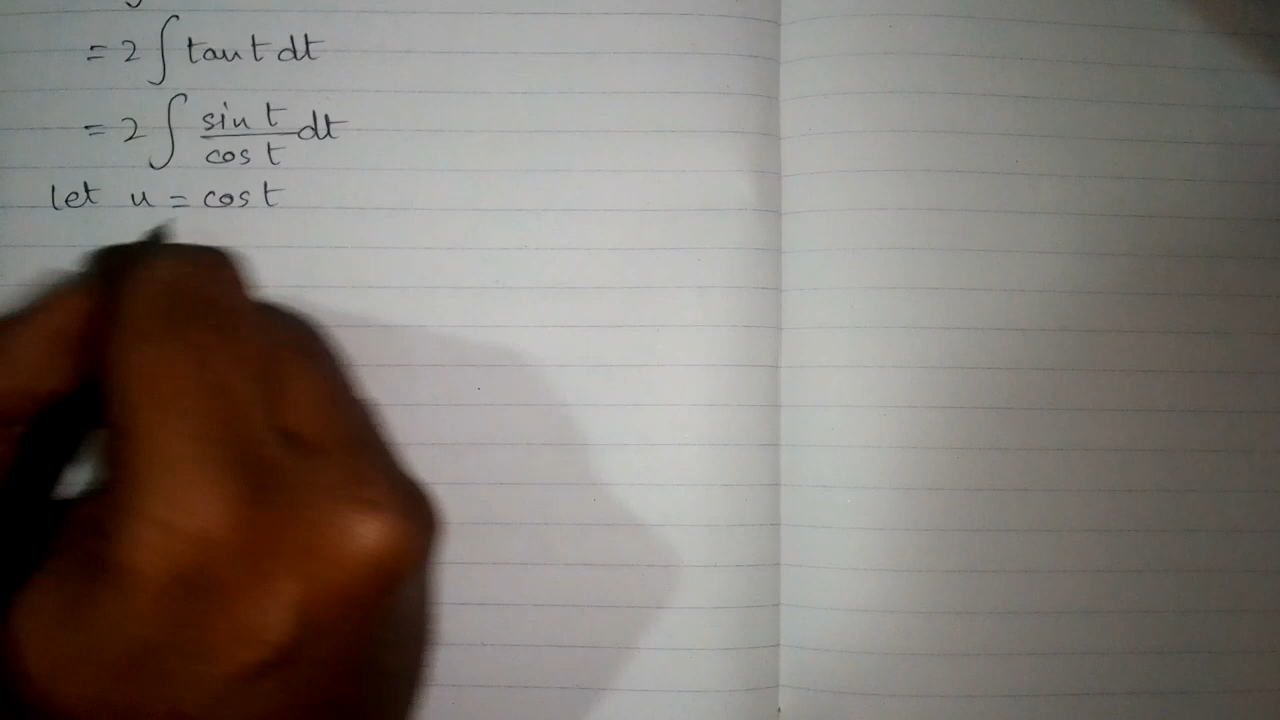 = 2 ∫ tan t dt
= 2 ∫ sin t / cos t dt
let u = cos t